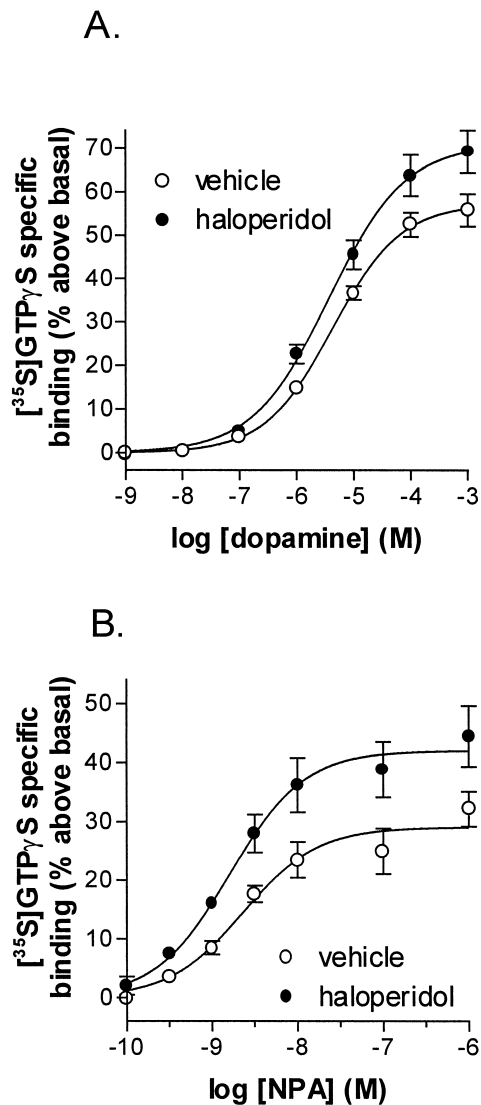 A.
[³⁵S]GTPγS specific
binding (% above basal)
70
60
50
40
30
20
10
0
vehicle
haloperidol
-9 -8 -7 -6 -5 -4 -3
log [dopamine] (M)
B.
[³⁵S]GTPγS specific
binding (% above basal)
50
40
30
20
10
0
vehicle
haloperidol
-10 -9 -8 -7 -6
log [NPA] (M)